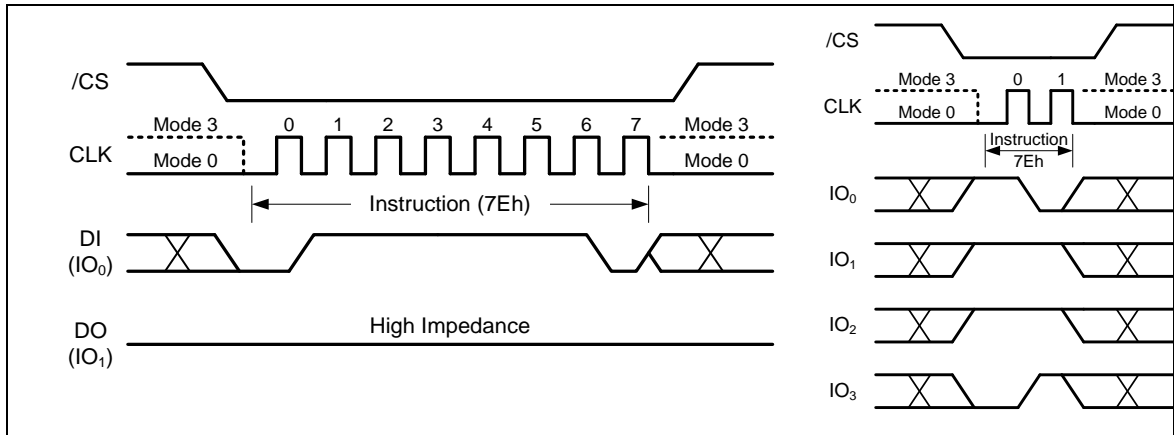 /CS
Mode 3
0 1 2 3 4 5 6 7
Mode 3
CLK
Mode 0
Mode 0
Instruction (7Eh)
DI
(IO₀)
DO
(IO₁)
High Impedance
/CS
Mode 3
0 1
Mode 3
CLK
Mode 0
Mode 0
Instruction
7Eh
IO₀
IO₁
IO₂
IO₃